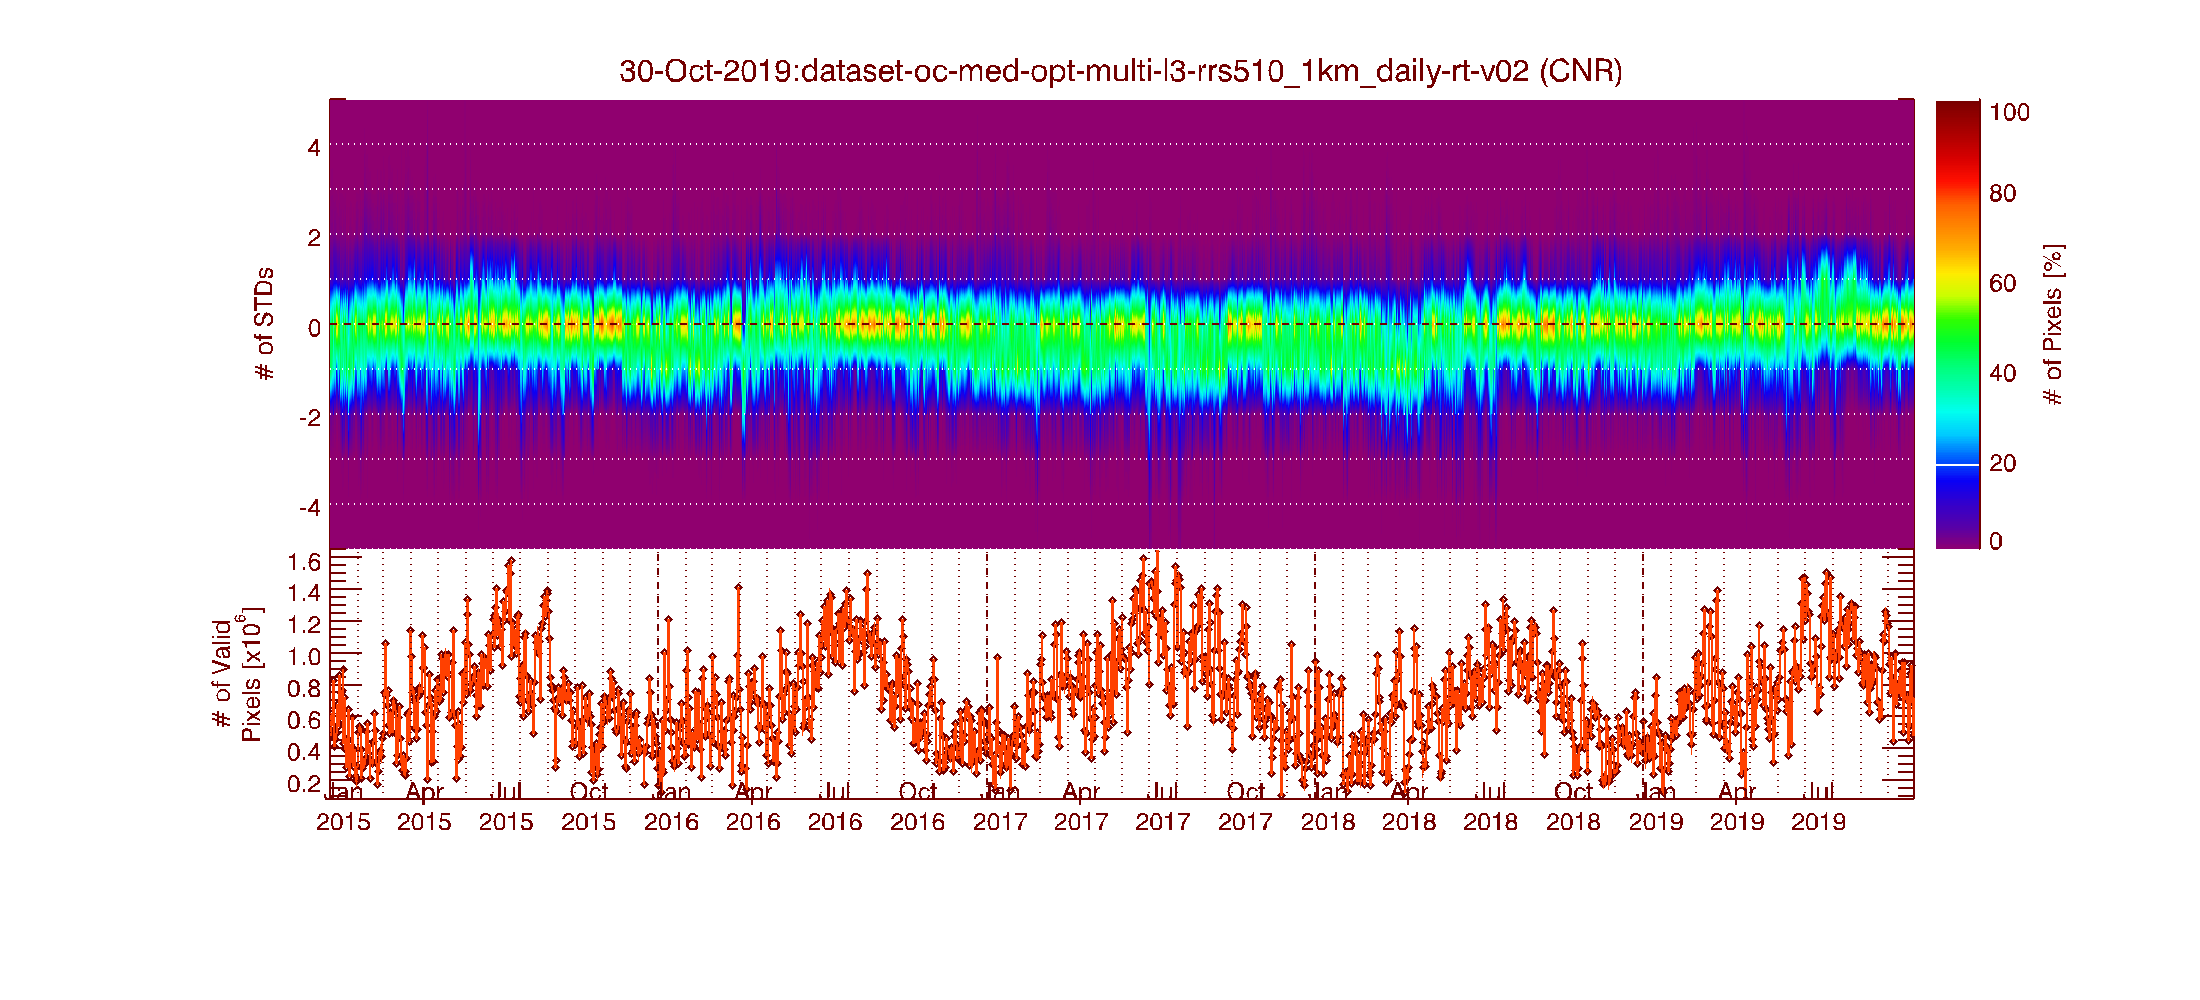 30-Oct-2019:dataset-oc-med-opt-multi-l3-rrs510_1km_daily-rt-v02 (CNR)
# of STDs
4
2
0
-2
-4
100
80
60
40
20
0
# of Pixels [%]
# of Valid
Pixels [x10⁶]
1.6
1.4
1.2
1.0
0.8
0.6
0.4
0.2
Jan Apr Jul Oct Jan Apr Jul Oct Jan Apr Jul Oct Jan Apr Jul Oct Jan Apr Jul
2015 2015 2015 2015 2016 2016 2016 2016 2017 2017 2017 2017 2018 2018 2018 2018 2019 2019 2019